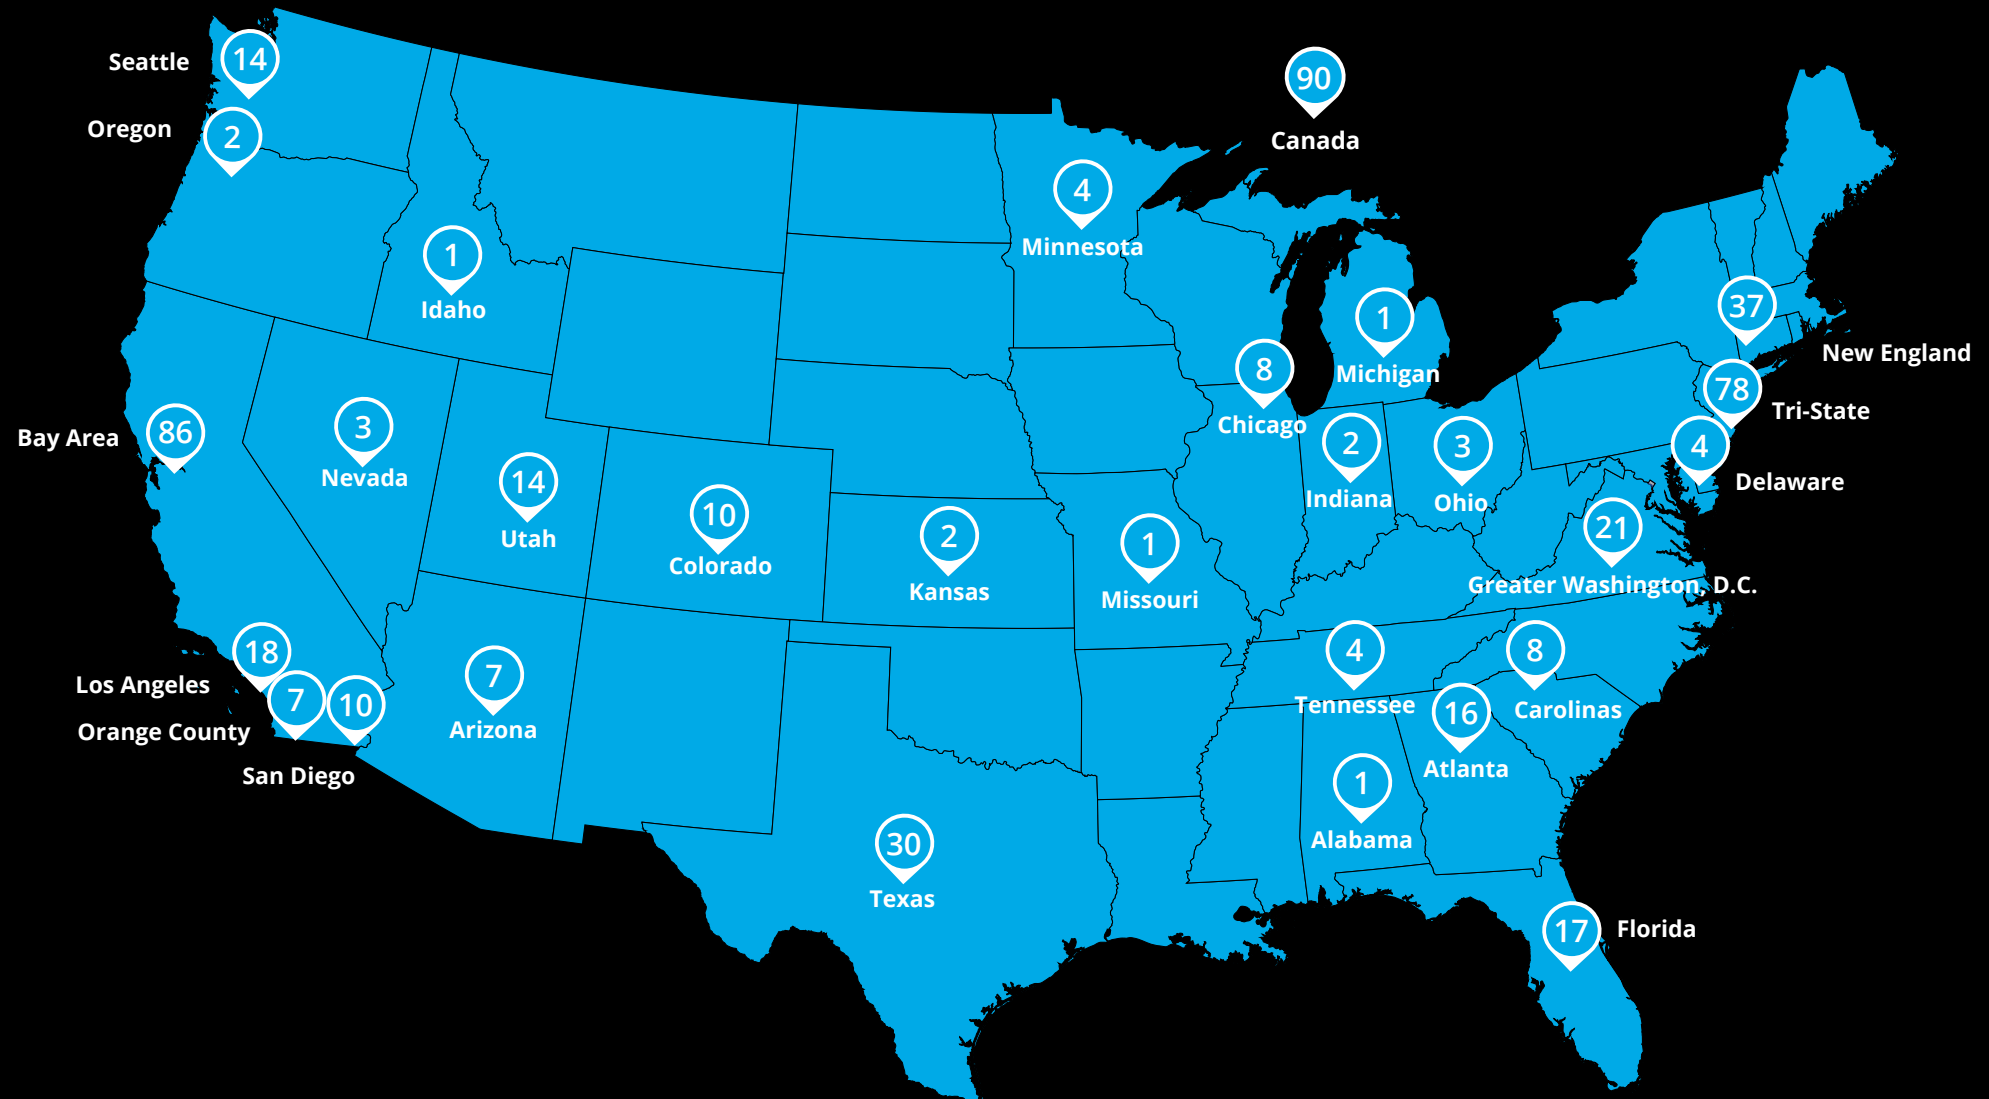 14
Seattle
2
Oregon
90
Canada
4
Minnesota
1
Idaho
1
Michigan
37
New England
8
Chicago
78
Tri-State
86
Bay Area
3
Nevada
2
Indiana
3
Ohio
4
Delaware
14
Utah
10
Colorado
2
Kansas
1
Missouri
21
Greater Washington, D.C.
18
Los Angeles
7
Orange County
10
San Diego
7
Arizona
4
Tennessee
8
Carolinas
16
Atlanta
1
Alabama
30
Texas
17
Florida